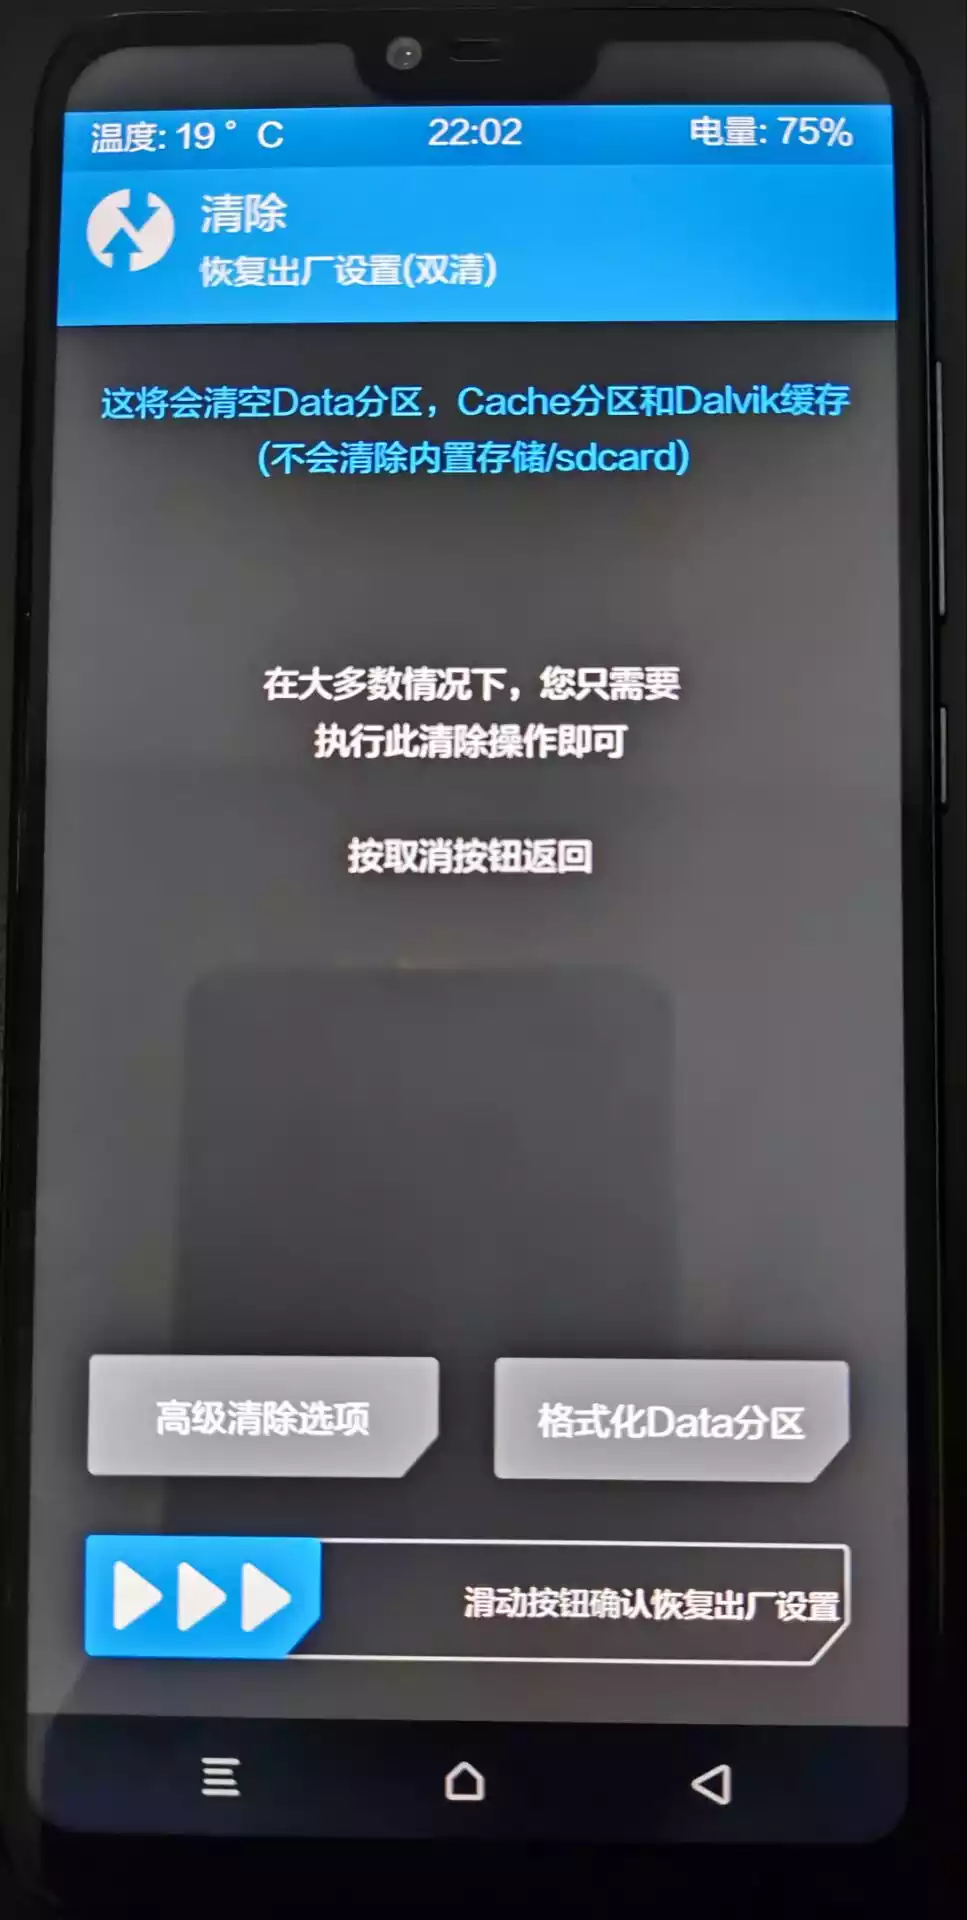 温度: 19 ° C 22:02 电量: 75%
清除
恢复出厂设置(双清)
这将会清空Data分区，Cache分区和Dalvik缓存
(不会清除内置存储/sdcard)
在大多数情况下，您只需要
执行此清除操作即可
按取消按钮返回
高级清除选项 格式化Data分区
滑动按钮确认恢复出厂设置